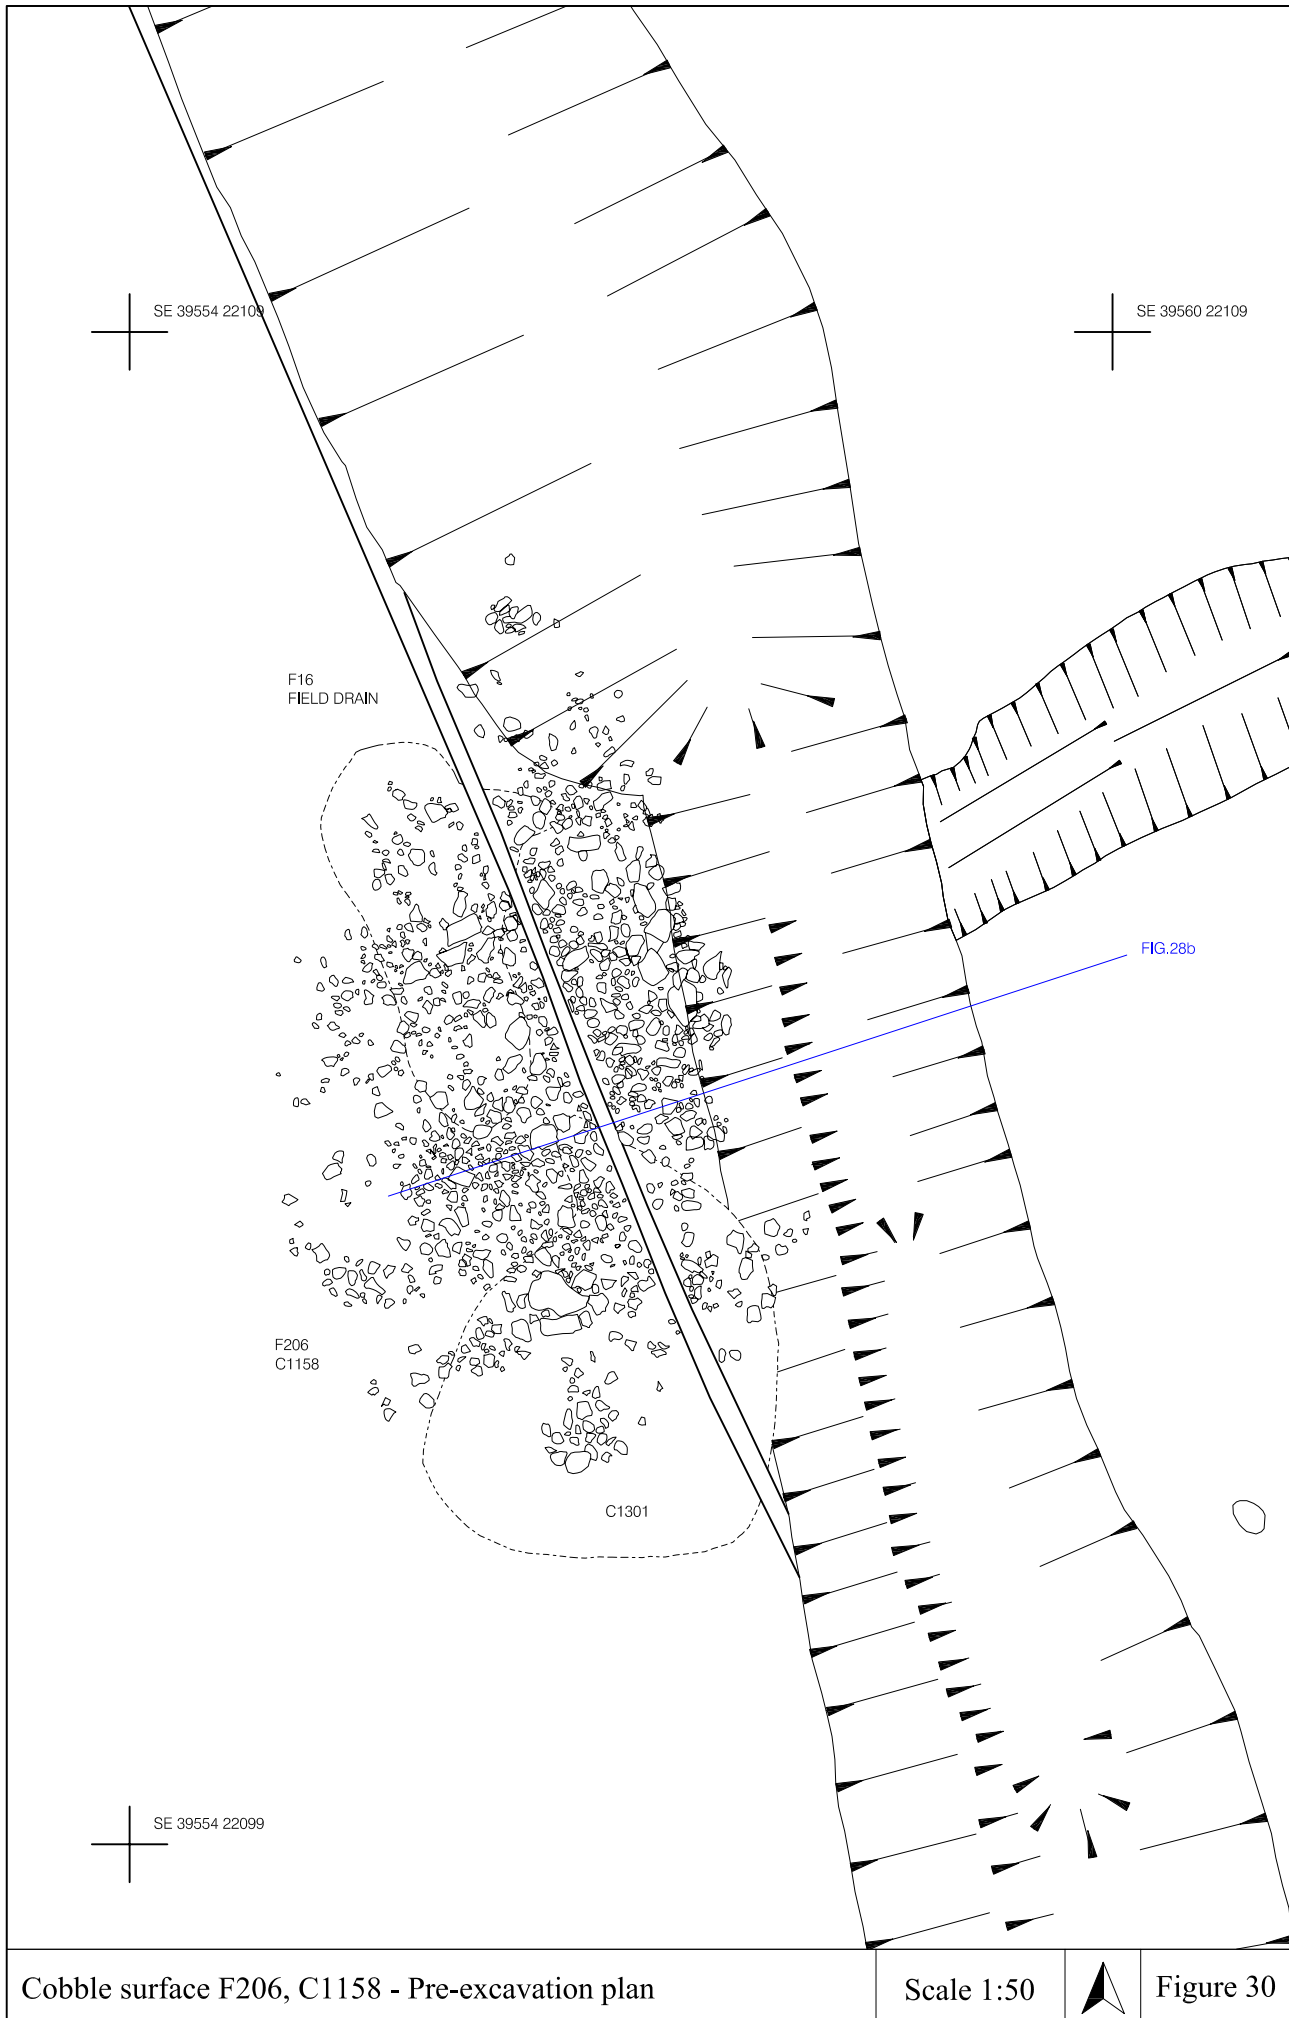 SE 39554 22109
SE 39560 22109
F16
FIELD DRAIN
FIG.28b
F206
C1158
C1301
SE 39554 22099
Cobble surface F206, C1158 - Pre-excavation plan
Scale 1:50
Figure 30